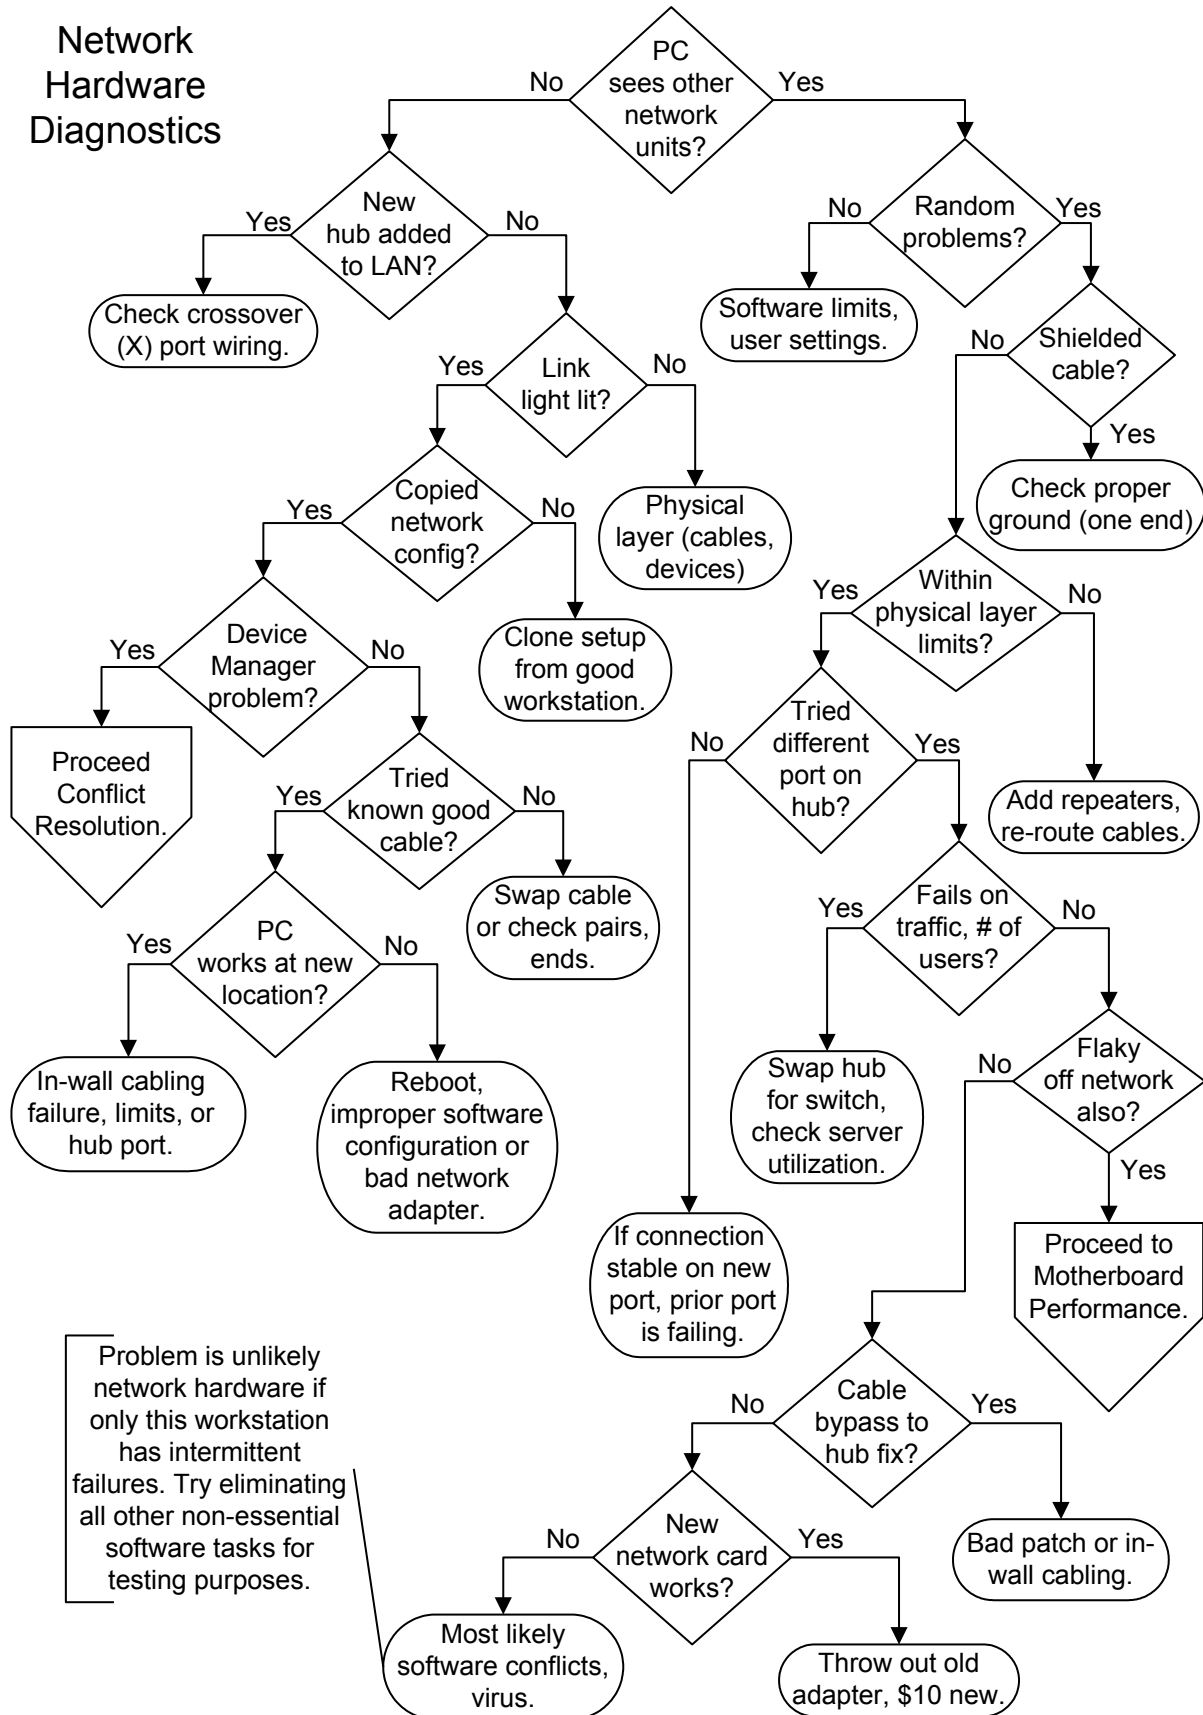 Network
Hardware
Diagnostics
PC
sees other
network
units?
No
Yes
New
hub added
to LAN?
Yes
No
Random
problems?
No
Yes
Check crossover
(X) port wiring.
Software limits,
user settings.
Shielded
cable?
No
Yes
Link
light lit?
Yes
No
Check proper
ground (one end)
Copied
network
config?
Yes
No
Physical
layer (cables,
devices)
Within
physical layer
limits?
Yes
No
Device
Manager
problem?
Yes
No
Clone setup
from good
workstation.
Tried
different
port on
hub?
No
Yes
Proceed
Conflict
Resolution.
Tried
known good
cable?
Yes
No
Add repeaters,
re-route cables.
Swap cable
or check pairs,
ends.
Fails on
traffic, # of
users?
Yes
No
PC
works at new
location?
Yes
No
In-wall cabling
failure, limits, or
hub port.
Reboot,
improper software
configuration or
bad network
adapter.
Swap hub
for switch,
check server
utilization.
Flaky
off network
also?
No
Yes
If connection
stable on new
port, prior port
is failing.
Proceed to
Motherboard
Performance.
Problem is unlikely
network hardware if
only this workstation
has intermittent
failures. Try eliminating
all other non-essential
software tasks for
testing purposes.
Cable
bypass to
hub fix?
No
Yes
New
network card
works?
No
Yes
Bad patch or in-
wall cabling.
Most likely
software conflicts,
virus.
Throw out old
adapter, $10 new.